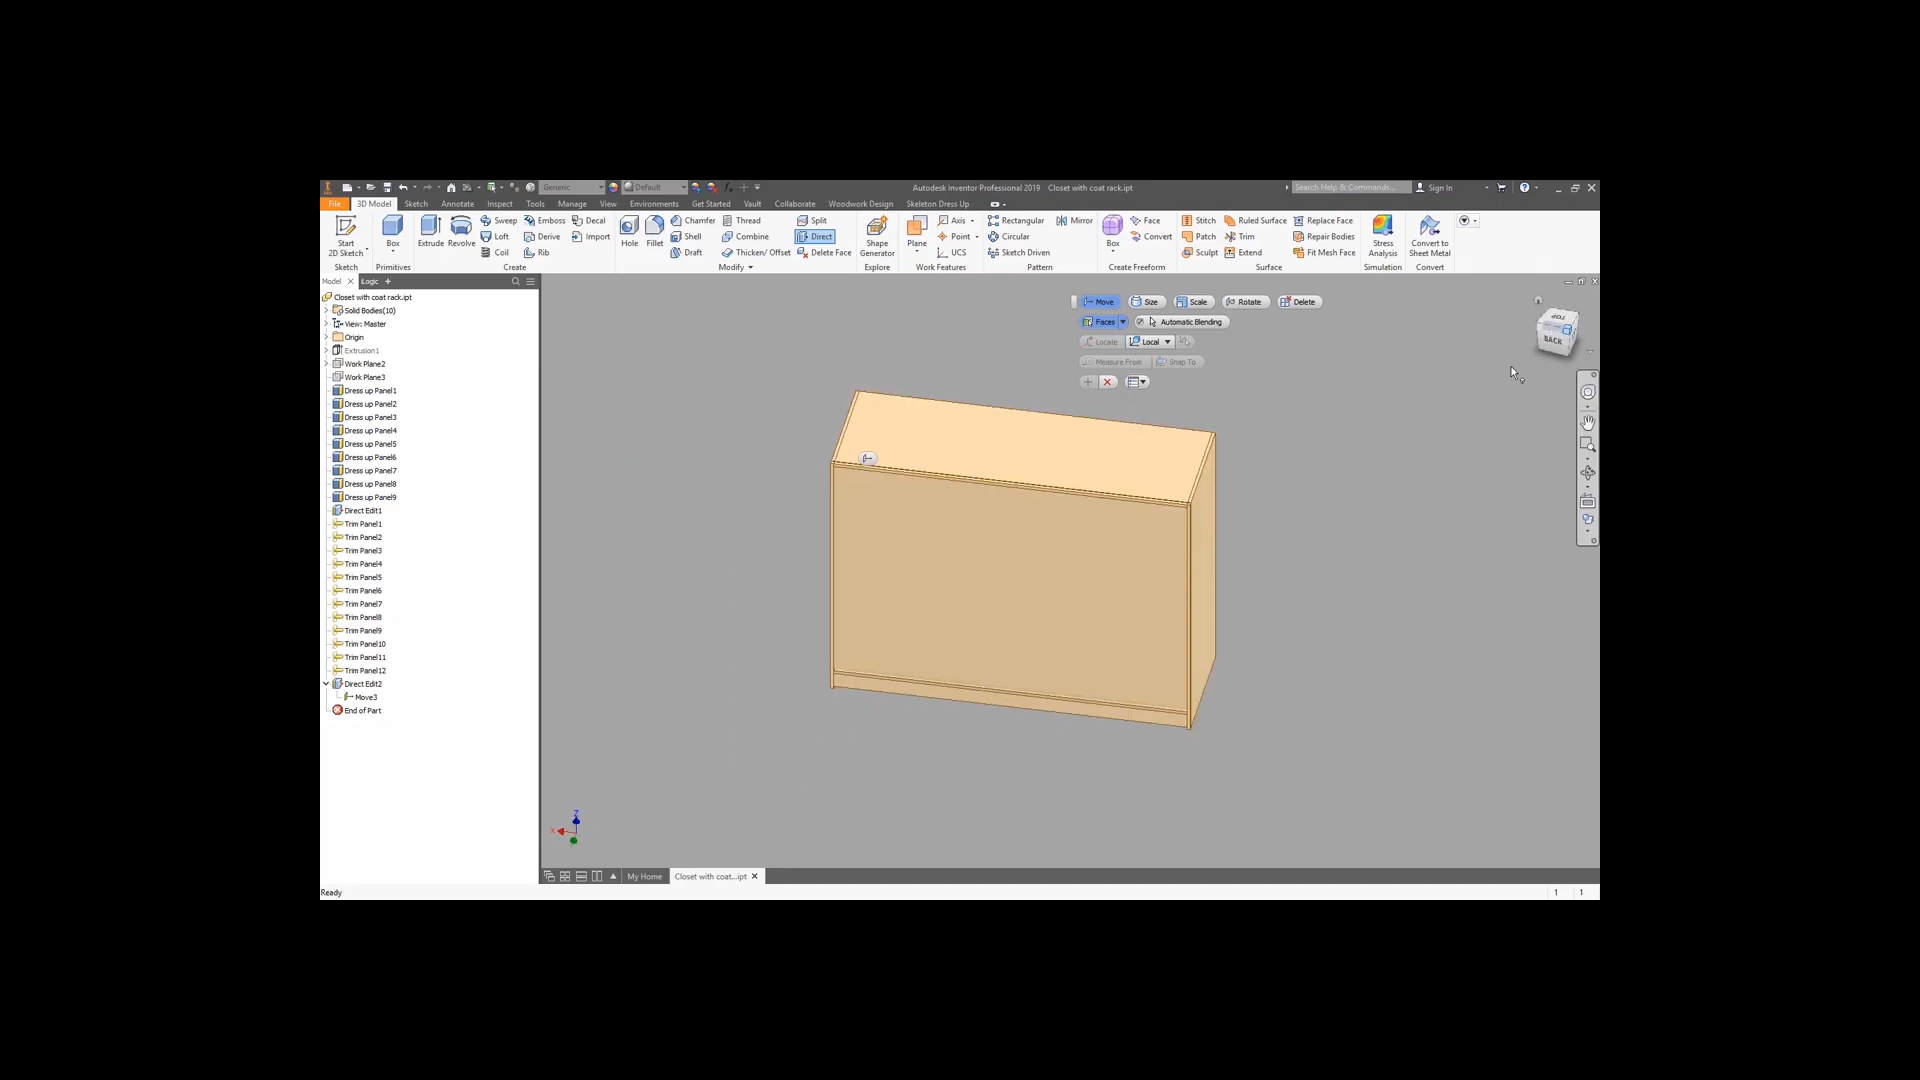 Generic
Default
Autodesk Inventor Professional 2019 Closet with coat rack.ipt
Search Help & Commands...
Sign In
File 3D Model Sketch Annotate Inspect Tools Manage View Environments Get Started Vault Collaborate Woodwork Design Skeleton Dress Up
Sweep Emboss Decal Chamfer Thread Split Axis Rectangular Mirror Face Stitch Ruled Surface Replace Face
Start 2D Sketch Box Extrude Revolve Loft Derive Import Hole Fillet Shell Combine Direct Shape Generator Plane Point Circular Box Convert Patch Trim Repair Bodies Stress Analysis Convert to Sheet Metal
Coil Rib Draft Thicken/ Offset Delete Face UCS Sketch Driven Sculpt Extend Fit Mesh Face
Sketch Primitives Create Modify Explore Work Features Pattern Create Freeform Surface Simulation Convert
Model iLogic +
Closet with coat rack.ipt
Solid Bodies(10)
View: Master
Origin
Extrusion1
Work Plane2
Work Plane3
Dress up Panel1
Dress up Panel2
Dress up Panel3
Dress up Panel4
Dress up Panel5
Dress up Panel6
Dress up Panel7
Dress up Panel8
Dress up Panel9
Direct Edit1
Trim Panel1
Trim Panel2
Trim Panel3
Trim Panel4
Trim Panel5
Trim Panel6
Trim Panel7
Trim Panel8
Trim Panel9
Trim Panel10
Trim Panel11
Trim Panel12
Direct Edit2
Move3
End of Part
Move Size Scale Rotate Delete
Faces Automatic Blending
Locate Local
Measure From Snap To
TOP
BACK
Z
X
My Home Closet with coat...ipt
Ready
1 1